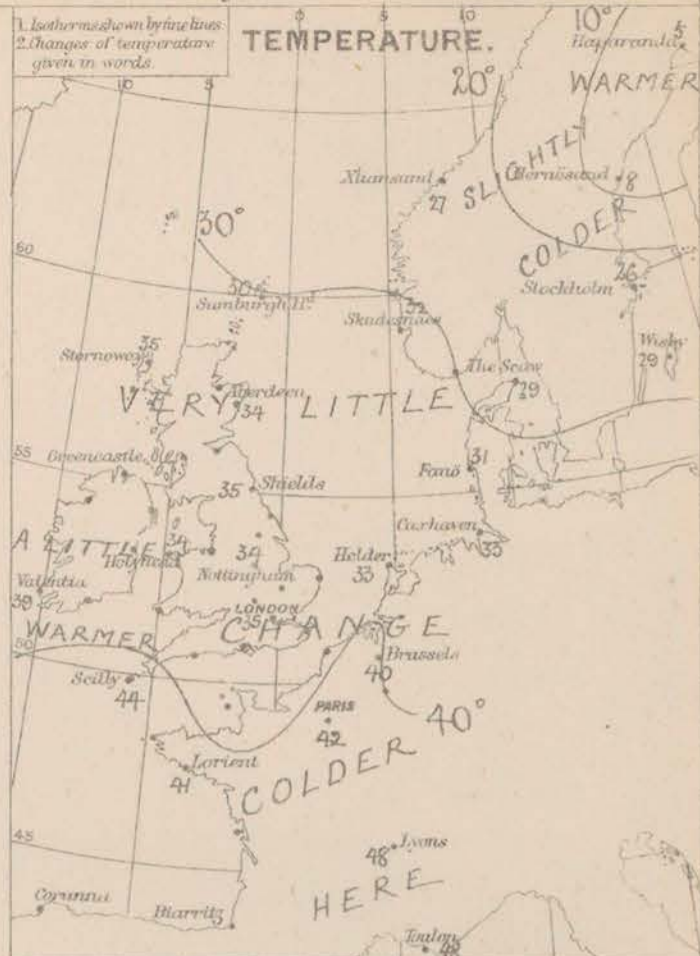 1. Isotherms shown by fine lines.
2. Changes of temperature
given in words.
TEMPERATURE.
10
5
0
5
10
10°
Haparanda
5
WARMER
20°
Xtiansund
27
SLIGHTLY
COLDER
Hernösand
8
30°
60
30
Sumburgh Hd.
32
Skudesnaes
26
Stockholm
Wisby
29
35
Stornoway
The Scaw
29
Aberdeen
34
VERY LITTLE
55
Greencastle
35
Shields
31
Fanö
Cuxhaven
33
A LITTLE
34
Holyhead
34
Nottingham
Helder
33
Valentia
39
LONDON
35
WARMER
CHANGE
50
Scilly
44
Brussels
40
40°
PARIS
42
Lorient
41
COLDER
45
48
Lyons
HERE
Corunna
Biarritz
Toulon
48